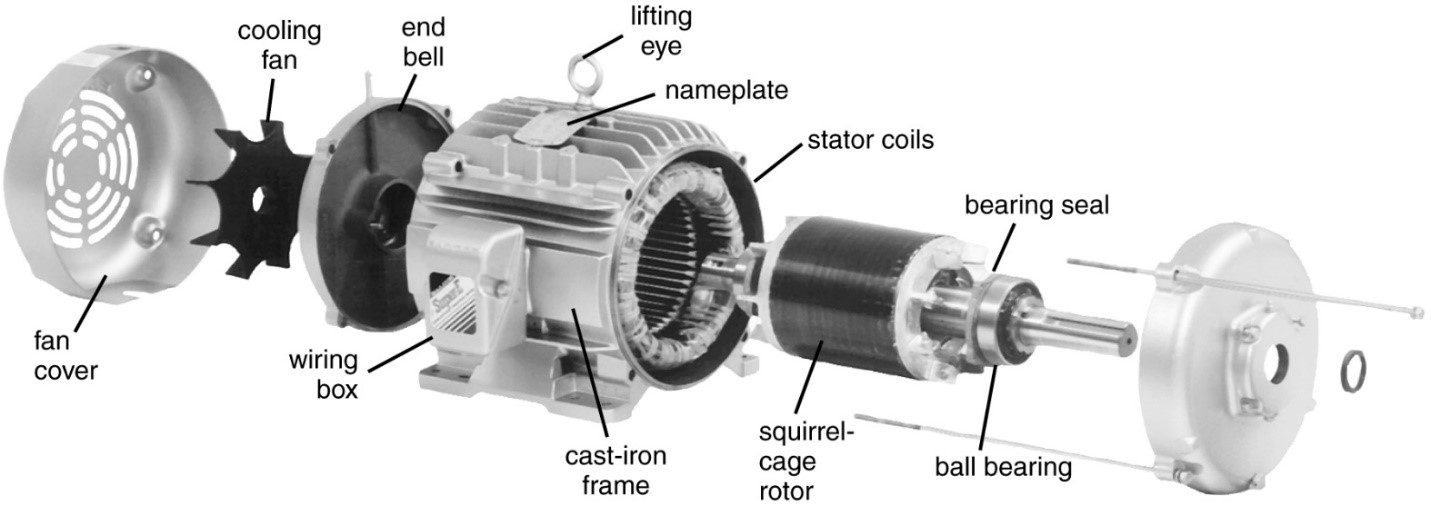 cooling
fan
end
bell
lifting
eye
nameplate
stator coils
bearing seal
fan
cover
wiring
box
Super-E
cast-iron
frame
squirrel-
cage
rotor
ball bearing